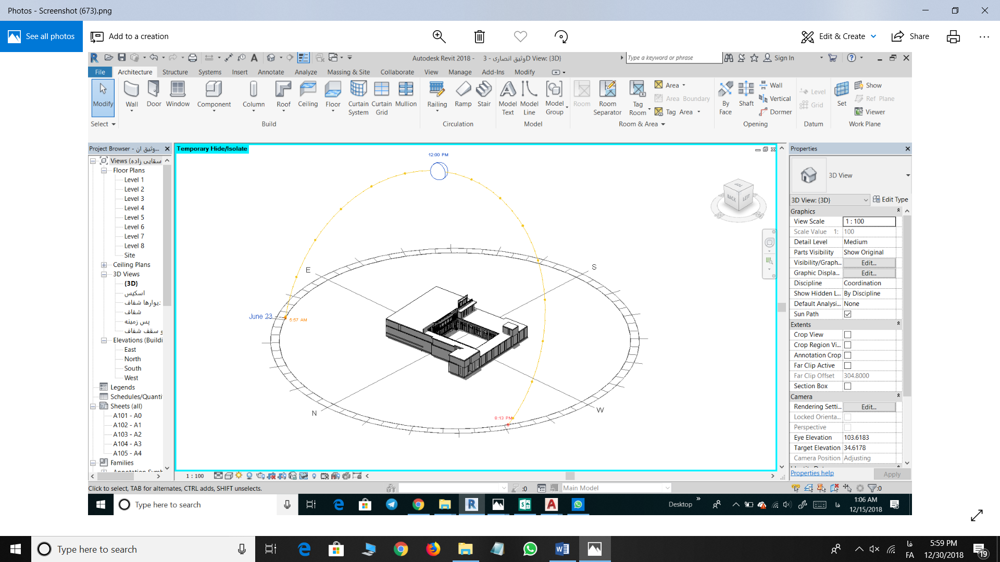 Photos - Screenshot (673).png
See all photos
Add to a creation
Edit & Create
Share
Autodesk Revit 2018 - وثیق انصاری - 3D View: {3D}
Type a keyword or phrase
Sign In
File Architecture Structure Systems Insert Annotate Analyze Massing & Site Collaborate View Manage Add-Ins Modify
Modify
Wall
Door
Window
Component
Column
Roof
Ceiling
Floor
Curtain System
Curtain Grid
Mullion
Railing
Ramp
Stair
Model Text
Model Line
Model Group
Room
Room Separator
Tag Room
Area
Area Boundary
Tag Area
By Face
Shaft
Wall
Vertical
Dormer
Level
Grid
Set
Show
Ref Plane
Viewer
Select
Build
Circulation
Model
Room & Area
Opening
Datum
Work Plane
Project Browser - وثیق ان...
Views (سقایی زاده
Floor Plans
Level 1
Level 2
Level 3
Level 4
Level 5
Level 6
Level 7
Level 8
Site
Ceiling Plans
3D Views
{3D}
اسکیس
دیوارها شفاف
شفاف
پس زمینه
و سقف شفاف
Elevations (Buildi
East
North
South
West
Legends
Schedules/Quanti
Sheets (all)
A101 - A0
A102 - A1
A103 - A2
A104 - A3
A105 - A4
Families
Temporary Hide/Isolate
12:00 PM
E
S
June 23
5:57 AM
N
W
8:13 PM
TOP
BACK
LEFT
Properties
3D View
3D View: {3D}
Edit Type
Graphics
View Scale 1 : 100
Scale Value 1: 100
Detail Level Medium
Parts Visibility Show Original
Visibility/Graph... Edit...
Graphic Displa... Edit...
Discipline Coordination
Show Hidden L... By Discipline
Default Analysi... None
Sun Path
Extents
Crop View
Crop Region Vi...
Annotation Crop
Far Clip Active
Far Clip Offset 304.8000
Section Box
Camera
Rendering Setti... Edit...
Locked Orienta...
Perspective
Eye Elevation 103.6183
Target Elevation 34.6178
Camera Position Adjusting
Properties help
Apply
1 : 100
Click to select, TAB for alternates, CTRL adds, SHIFT unselects.
:0
Main Model
:0
Type here to search
Desktop
فا
1:06 AM
12/15/2018
Type here to search
فا
FA
5:59 PM
12/30/2018
19